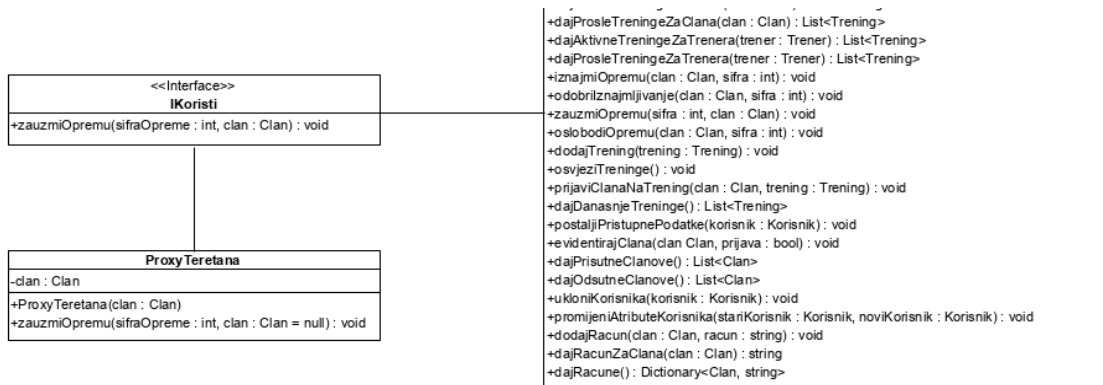 <<Interface>>
IKoristi
+zauzmiOpremu(sifraOpreme : int, clan : Clan) : void
ProxyTeretana
-clan : Clan
+ProxyTeretana(clan : Clan)
+zauzmiOpremu(sifraOpreme : int, clan : Clan = null) : void
+dajProsleTreningeZaClana(clan : Clan) : List<Trening>
+dajAktivneTreningeZaTrenera(trener : Trener) : List<Trening>
+dajProsleTreningeZaTrenera(trener : Trener) : List<Trening>
+iznajmiOpremu(clan : Clan, sifra : int) : void
+odobriIznajmljivanje(clan : Clan, sifra : int) : void
+zauzmiOpremu(sifra : int, clan : Clan) : void
+oslobodiOpremu(clan : Clan, sifra : int) : void
+dodajTrening(trening : Trening) : void
+osvjeziTreninge() : void
+prijaviClanaNaTrening(clan : Clan, trening : Trening) : void
+dajDanasnjeTreninge() : List<Trening>
+postaljiPristupnePodatke(korisnik : Korisnik) : void
+evidentirajClana(clan Clan, prijava : bool) : void
+dajPrisutneClanove() : List<Clan>
+dajOdsutneClanove() : List<Clan>
+ukloniKorisnika(korisnik : Korisnik) : void
+promijeniAtributeKorisnika(stariKorisnik : Korisnik, noviKorisnik : Korisnik) : void
+dodajRacun(clan : Clan, racun : string) : void
+dajRacunZaClana(clan : Clan) : string
+dajRacune() : Dictionary<Clan, string>